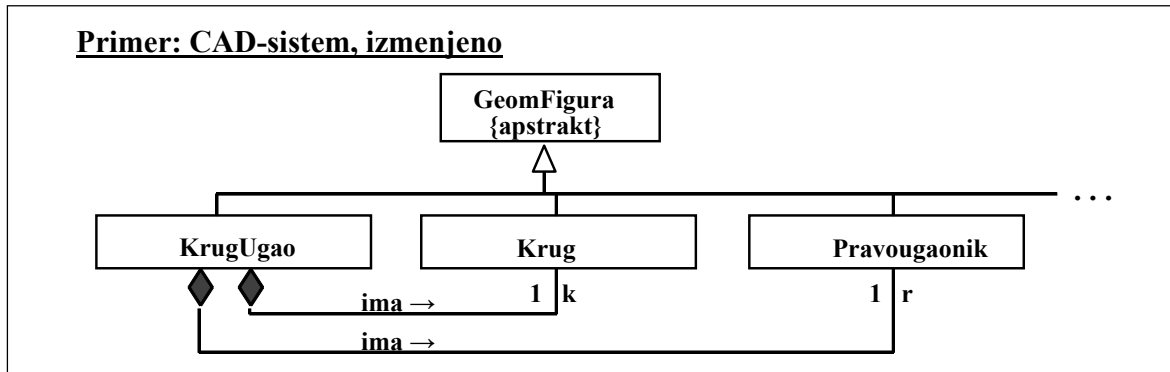 Primer: CAD-sistem, izmenjeno
GeomFigura
{apstrakt}
. . .
KrugUgao
Krug
Pravougaonik
ima →
1 k
1 r
ima →